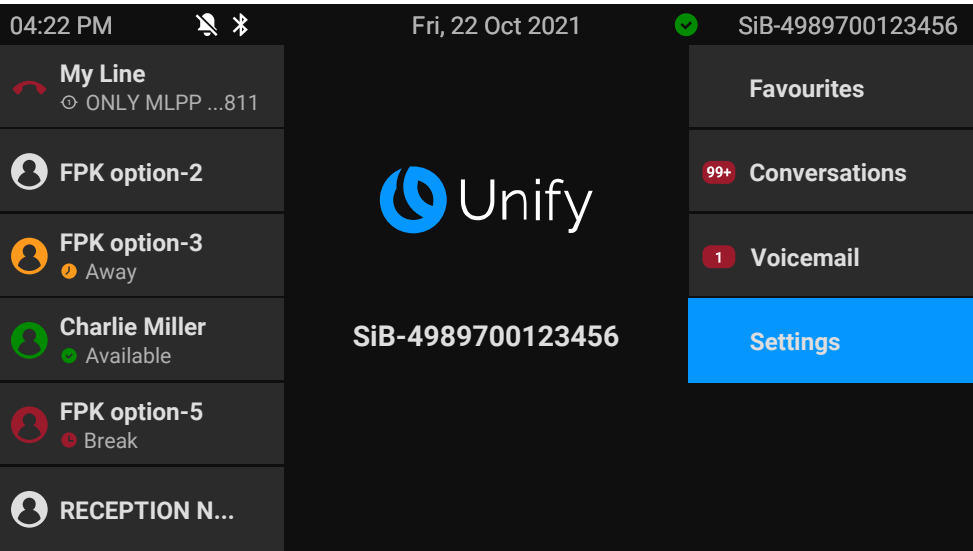 04:22 PM
Fri, 22 Oct 2021
SiB-4989700123456
My Line
ONLY MLPP ...811
FPK option-2
FPK option-3
Away
Charlie Miller
Available
FPK option-5
Break
RECEPTION N...
Unify
SiB-4989700123456
Favourites
99+ Conversations
1 Voicemail
Settings